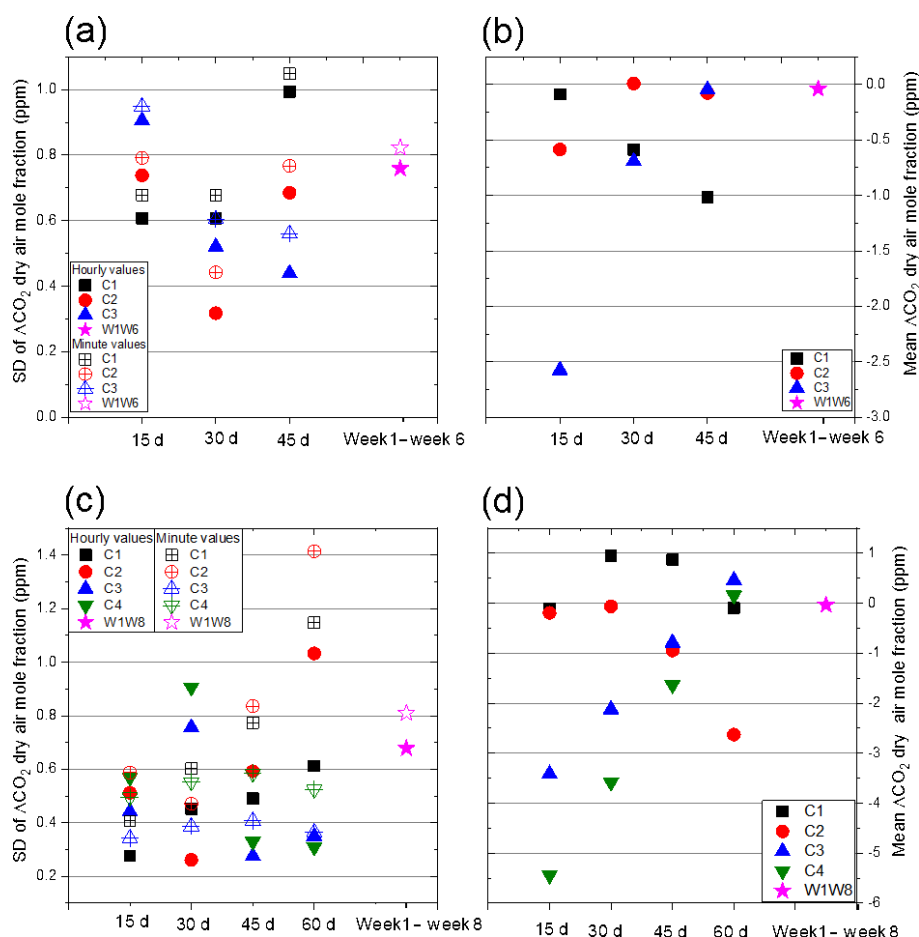 (a)
SD of ΛCO₂ dry air mole fraction (ppm)
1.0
0.8
0.6
0.4
0.2
0.0
Hourly values
C1
C2
C3
W1W6
Minute values
C1
C2
C3
W1W6
15 d 30 d 45 d Week1–week 6
(b)
0.0
-0.5
-1.0
-1.5
-2.0
-2.5
-3.0
Mean ΛCO₂ dry air mole fraction (ppm)
C1
C2
C3
W1W6
15 d 30 d 45 d Week1–week 6
(c)
SD of ΛCO₂ dry air mole fraction (ppm)
1.4
1.2
1.0
0.8
0.6
0.4
0.2
Hourly values
C1
C2
C3
C4
W1W8
Minute values
C1
C2
C3
C4
W1W8
15 d 30 d 45 d 60 d Week1–week 8
(d)
1
0
-1
-2
-3
-4
-5
-6
Mean ΛCO₂ dry air mole fraction (ppm)
C1
C2
C3
C4
W1W8
15 d 30 d 45 d 60 d Week1–week 8